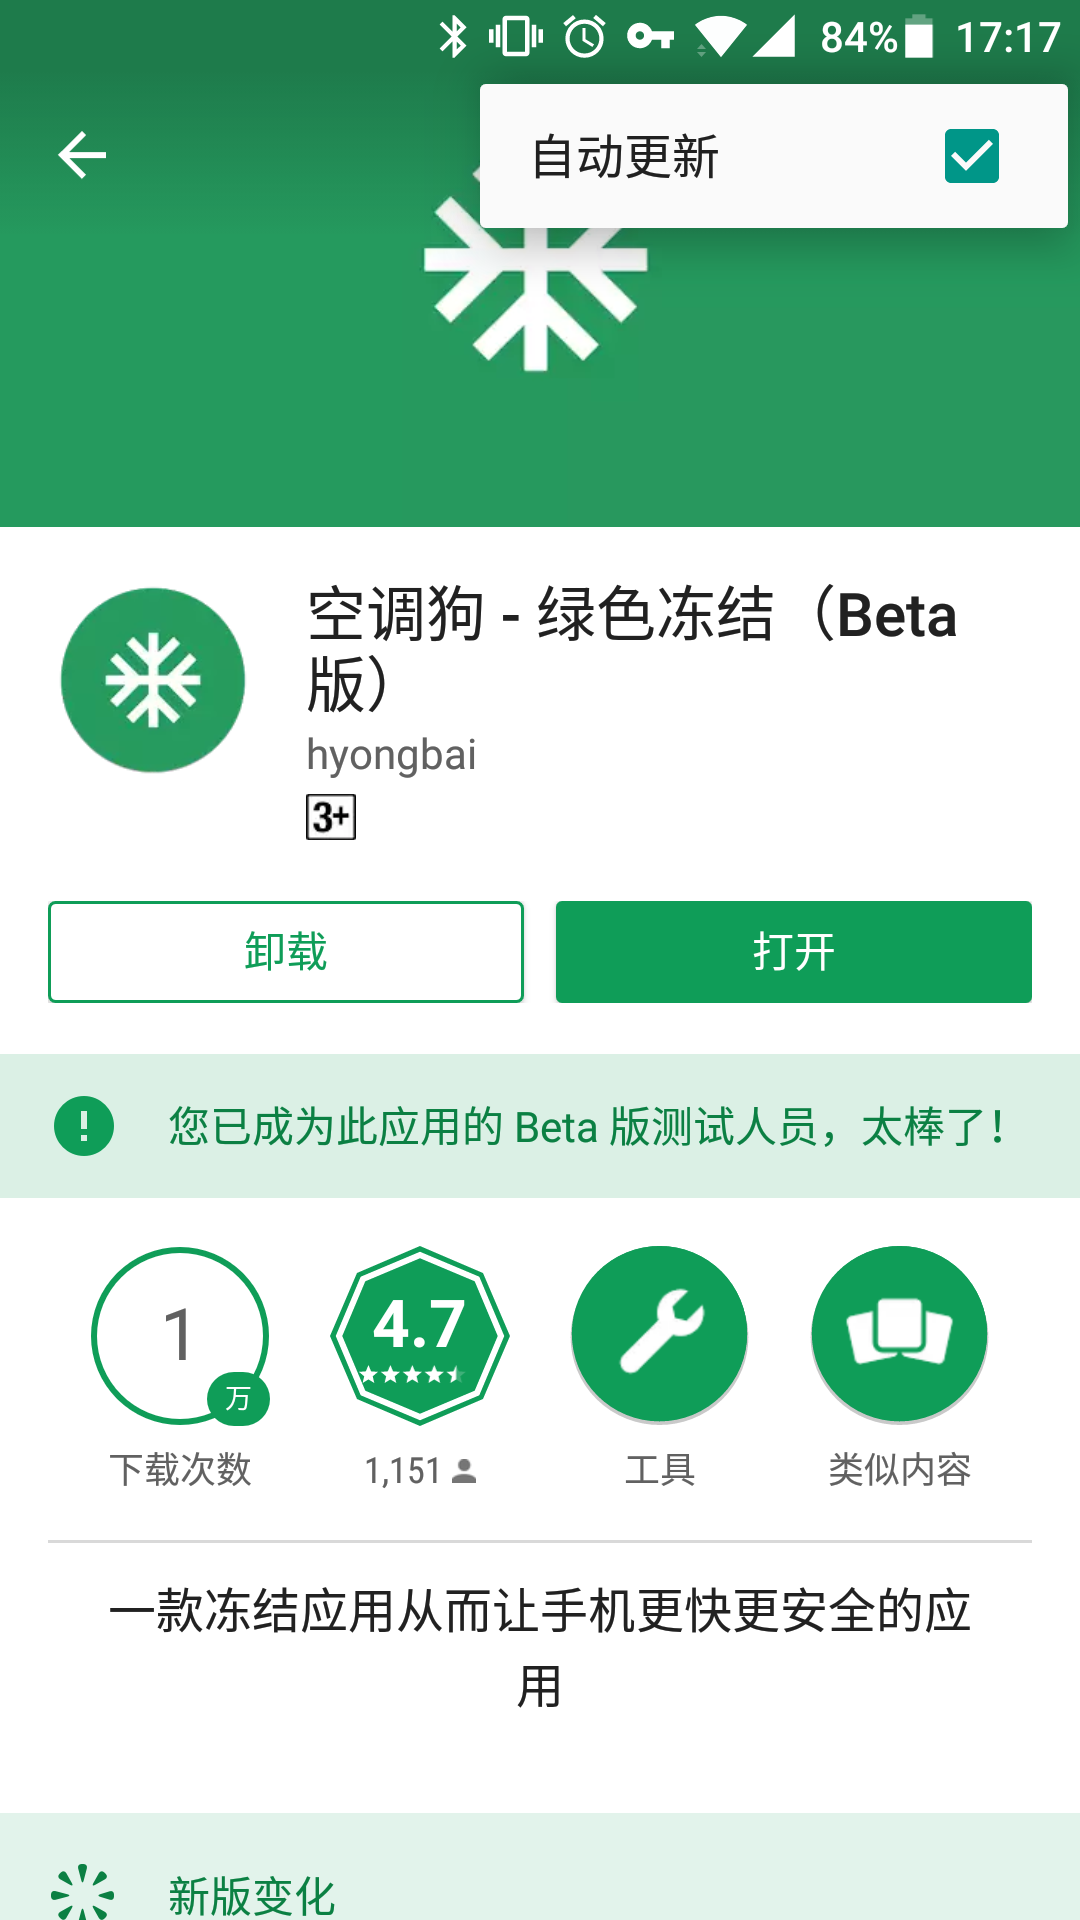 84% 17:17
自动更新
空调狗 - 绿色冻结（Beta
版）
hyongbai
3+
卸载
打开
您已成为此应用的 Beta 版测试人员，太棒了！
1
万
4.7
下载次数
1,151
工具
类似内容
一款冻结应用从而让手机更快更安全的应
用
新版变化